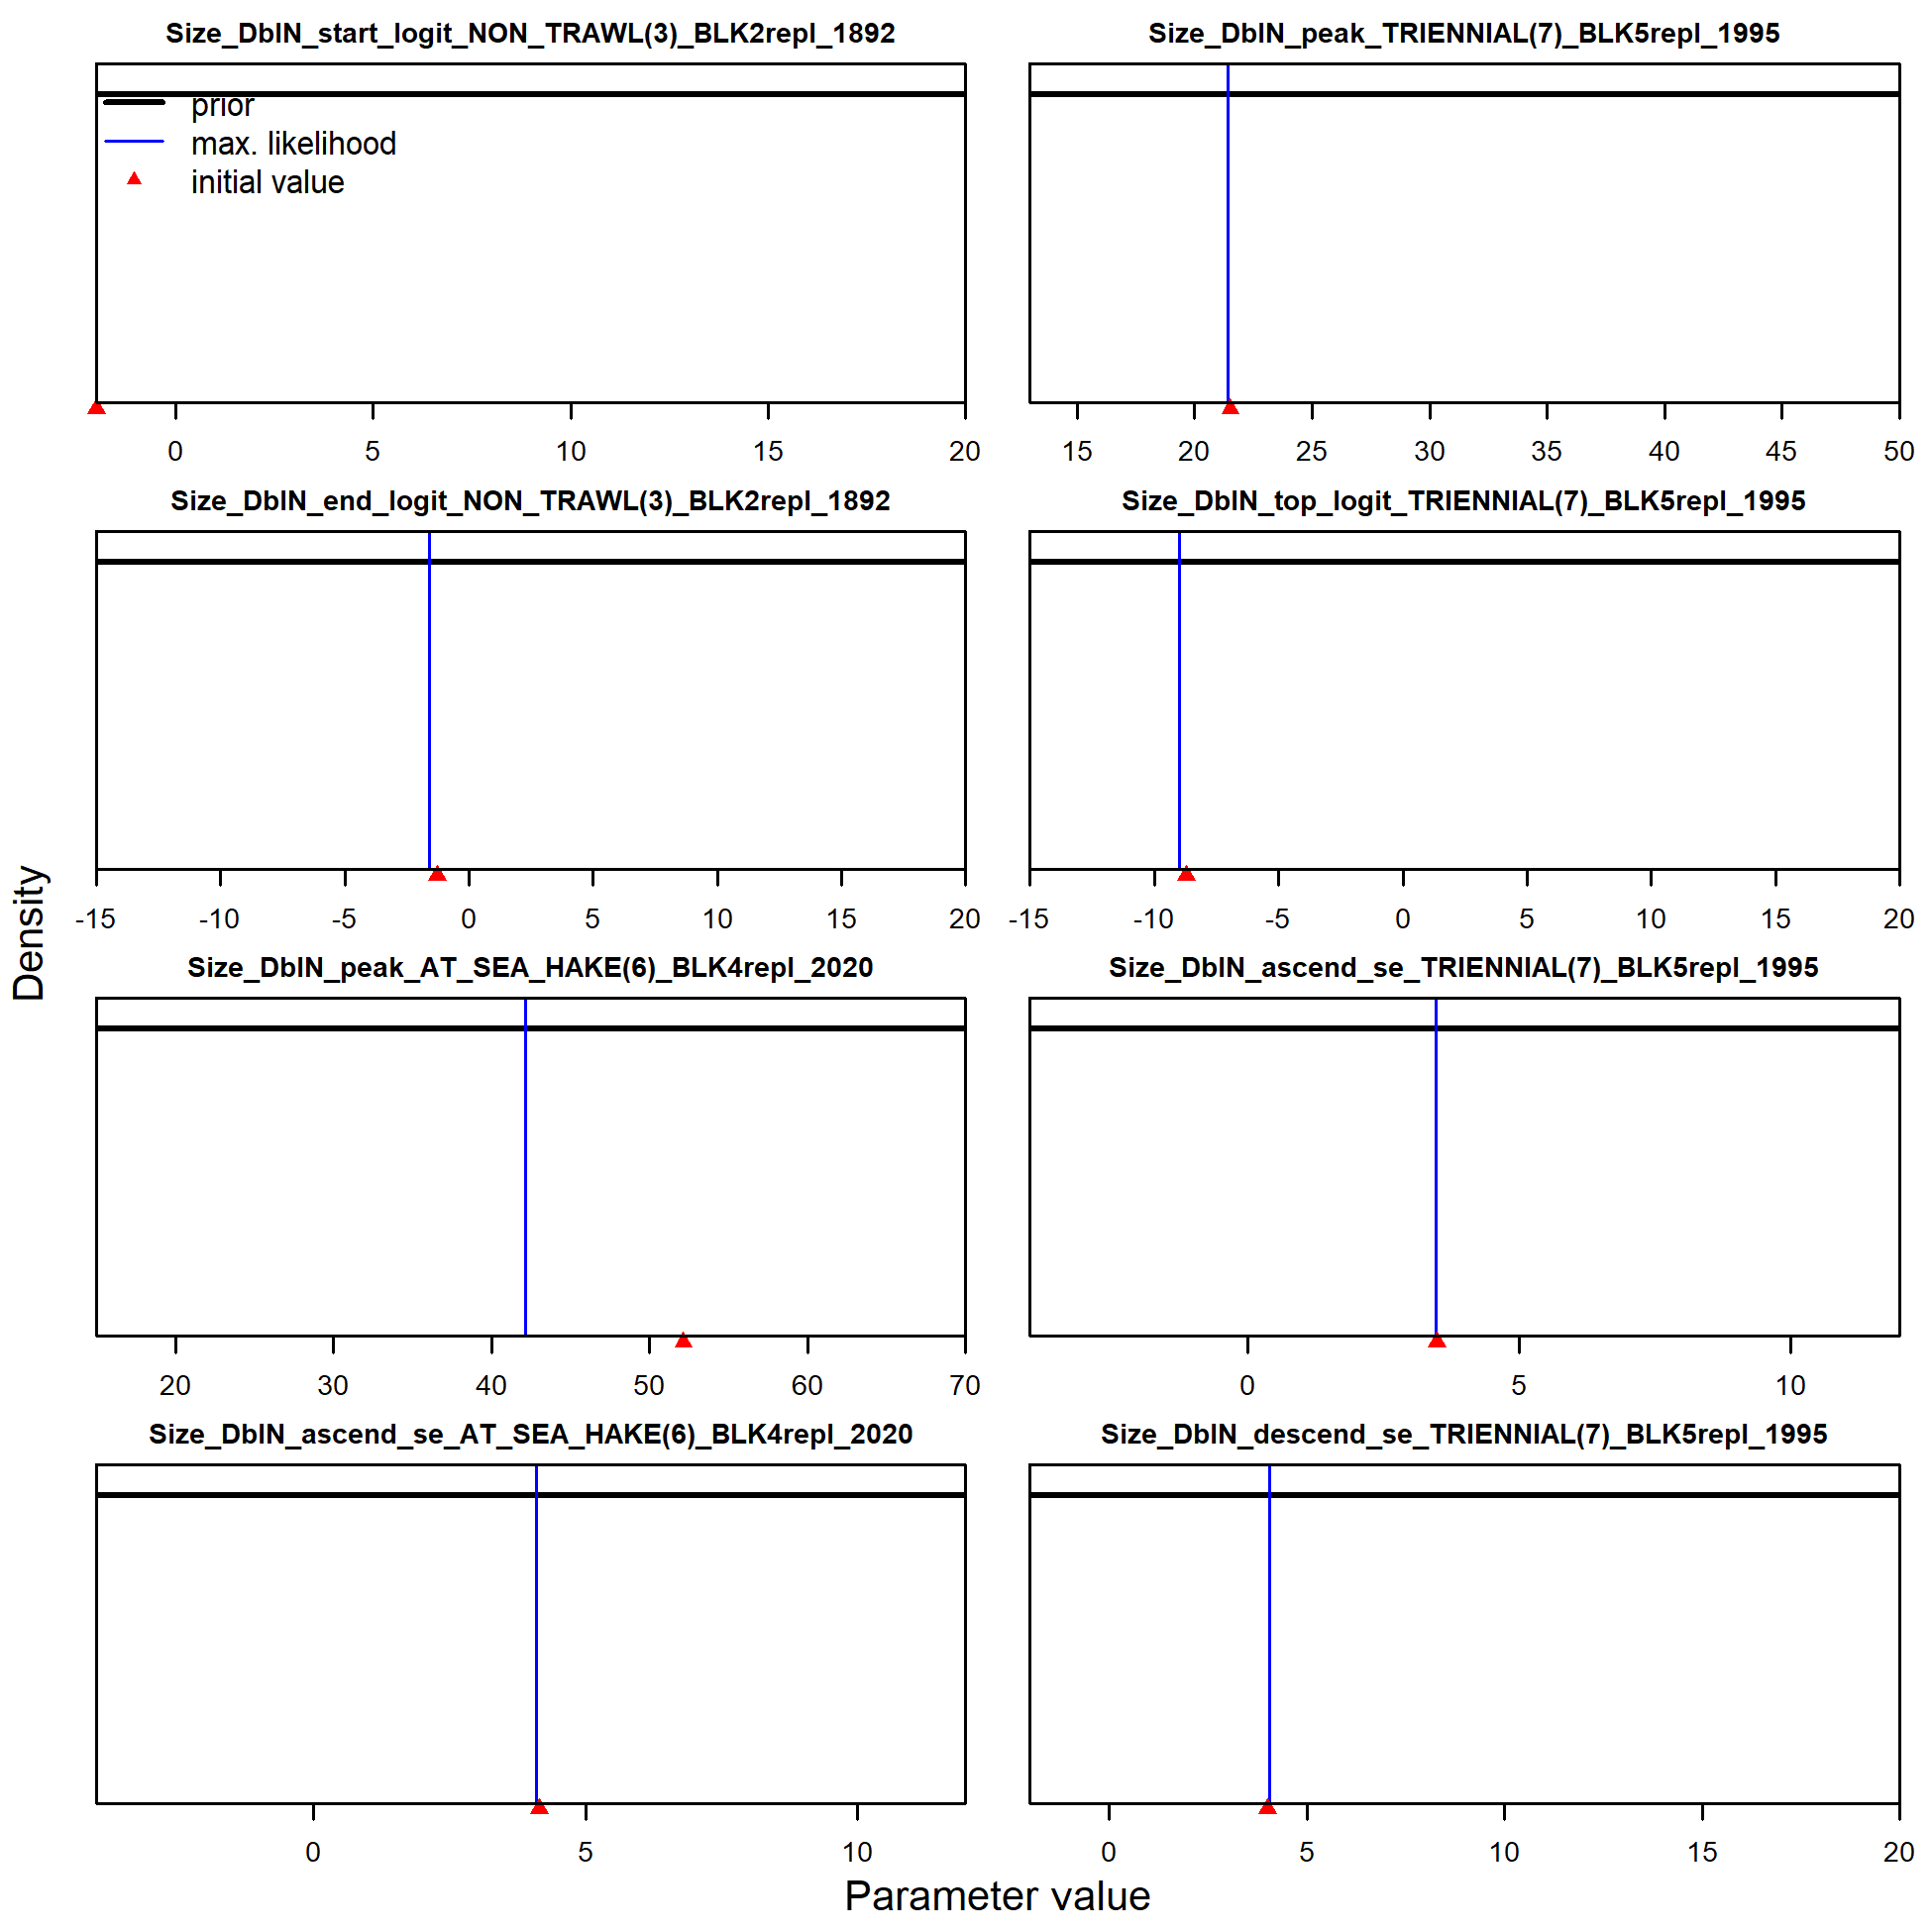 Size_DblN_start_logit_NON_TRAWL(3)_BLK2repl_1892
prior
max. likelihood
initial value
0 5 10 15 20
Size_DblN_peak_TRIENNIAL(7)_BLK5repl_1995
15 20 25 30 35 40 45 50
Size_DblN_end_logit_NON_TRAWL(3)_BLK2repl_1892
-15 -10 -5 0 5 10 15 20
Size_DblN_top_logit_TRIENNIAL(7)_BLK5repl_1995
-15 -10 -5 0 5 10 15 20
Density
Size_DblN_peak_AT_SEA_HAKE(6)_BLK4repl_2020
20 30 40 50 60 70
Size_DblN_ascend_se_TRIENNIAL(7)_BLK5repl_1995
0 5 10
Size_DblN_ascend_se_AT_SEA_HAKE(6)_BLK4repl_2020
0 5 10
Size_DblN_descend_se_TRIENNIAL(7)_BLK5repl_1995
0 5 10 15 20
Parameter value